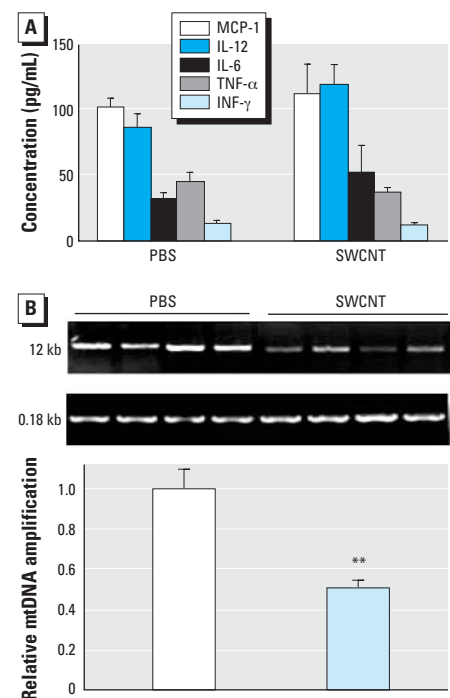 A
MCP-1
IL-12
IL-6
TNF-α
INF-γ
Concentration (pg/mL)
150
100
50
0
PBS
SWCNT
B
PBS
SWCNT
12 kb
0.18 kb
Relative mtDNA amplification
1.0
0.8
0.6
0.4
0.2
0
**